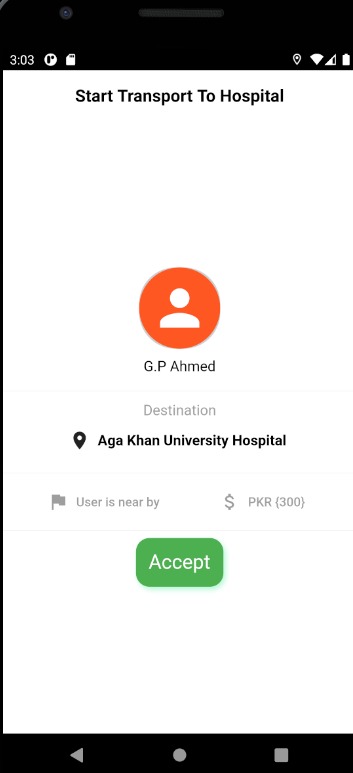 3:03
Start Transport To Hospital
G.P Ahmed
Destination
Aga Khan University Hospital
User is near by
$ PKR {300}
Accept